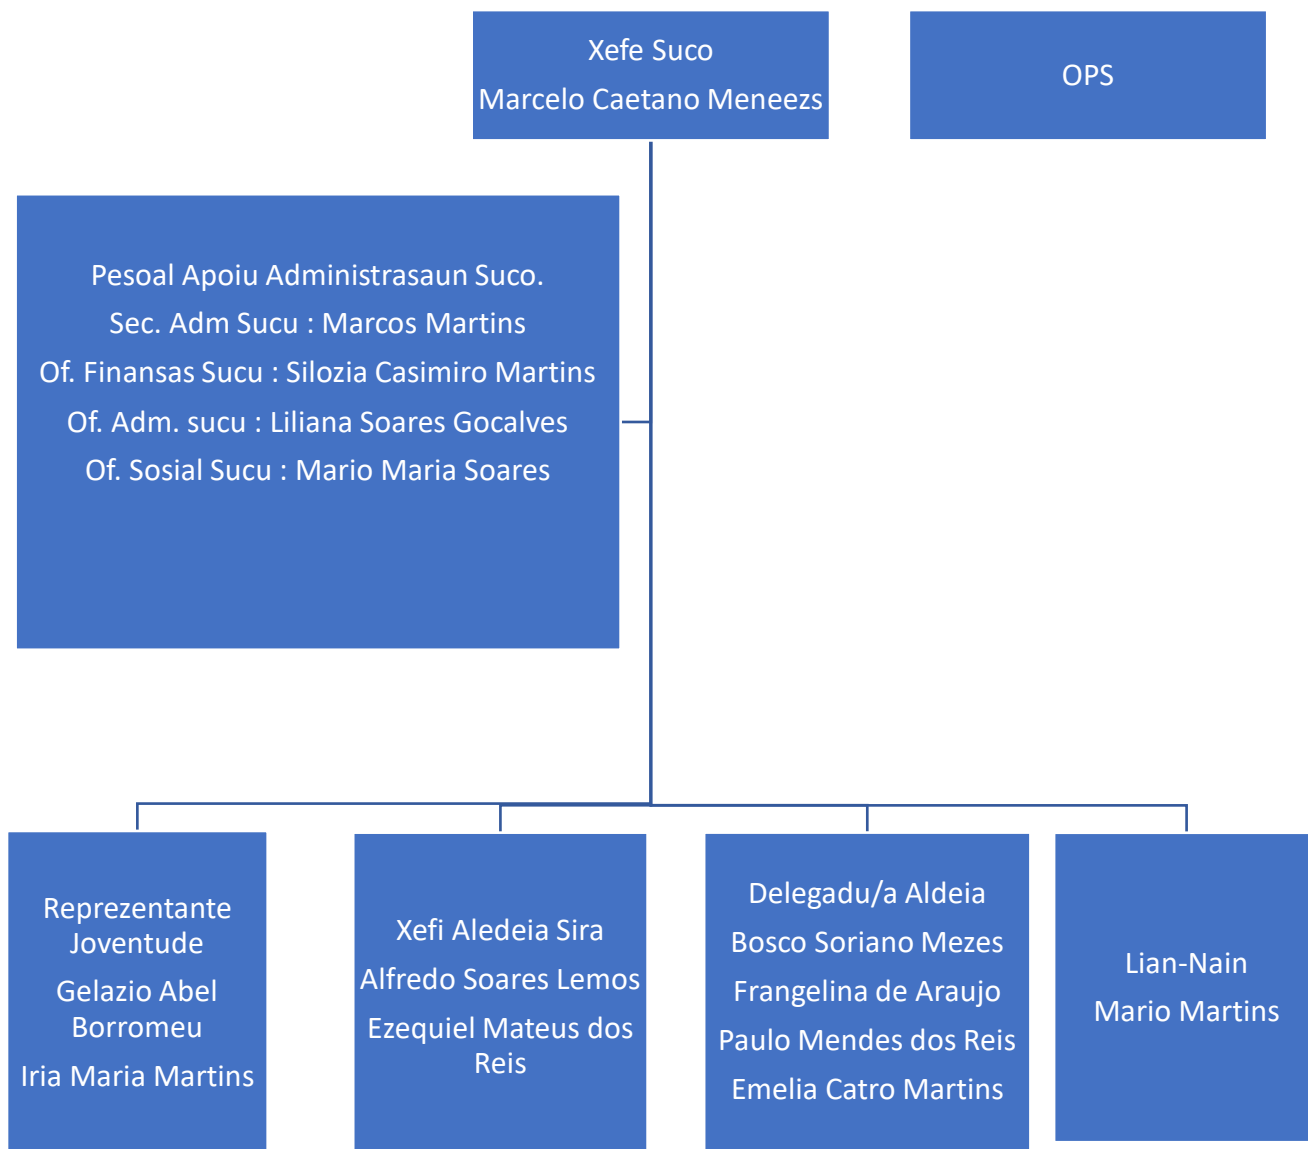 Xefe Suco
Marcelo Caetano Meneezs
OPS
Pesoal Apoiu Administrasaun Suco.
Sec. Adm Sucu : Marcos Martins
Of. Finansas Sucu : Silozia Casimiro Martins
Of. Adm. sucu : Liliana Soares Gocalves
Of. Sosial Sucu : Mario Maria Soares
Reprezentante
Joventude
Gelazio Abel
Borromeu
Iria Maria Martins
Xefi Aledeia Sira
Alfredo Soares Lemos
Ezequiel Mateus dos
Reis
Delegadu/a Aldeia
Bosco Soriano Mezes
Frangelina de Araujo
Paulo Mendes dos Reis
Emelia Catro Martins
Lian-Nain
Mario Martins